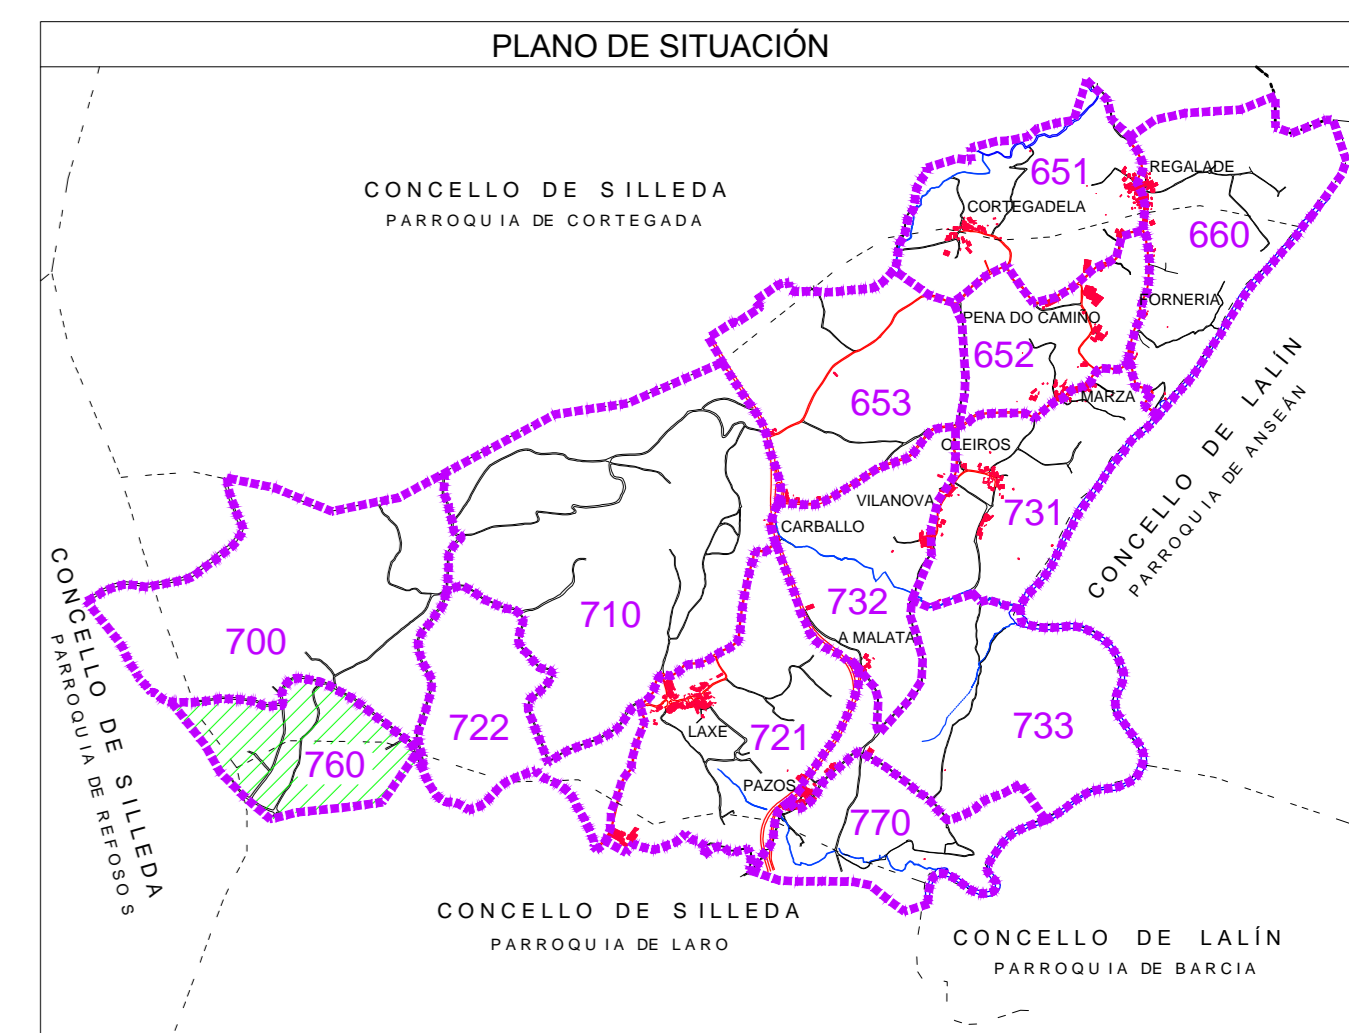 PLANO DE SITUACIÓN
CONCELLO DE SILLEDA
PARROQUIA DE CORTEGADA
651
REGALADE
CORTEGADELA
660
FORNERIA
PENA DO CAMIÑO
652
MARZA
653
CONCELLO DE LALÍN
PARROQUIA DE ANSEÁN
OLEIROS
VILANOVA
731
CARBALLO
732
710
A MALATA
700
CONCELLO DE SILLEDA
PARROQUIA DE REFOSOS
722
LAXE
721
733
760
PAZOS
770
CONCELLO DE SILLEDA
PARROQUIA DE LARO
CONCELLO DE LALÍN
PARROQUIA DE BARCIA